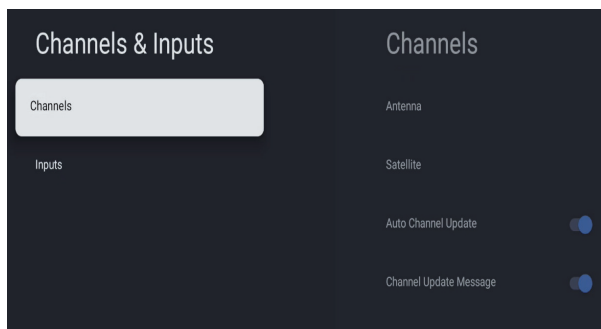 Channels & Inputs
Channels
Inputs
Channels
Antenna
Satellite
Auto Channel Update
Channel Update Message